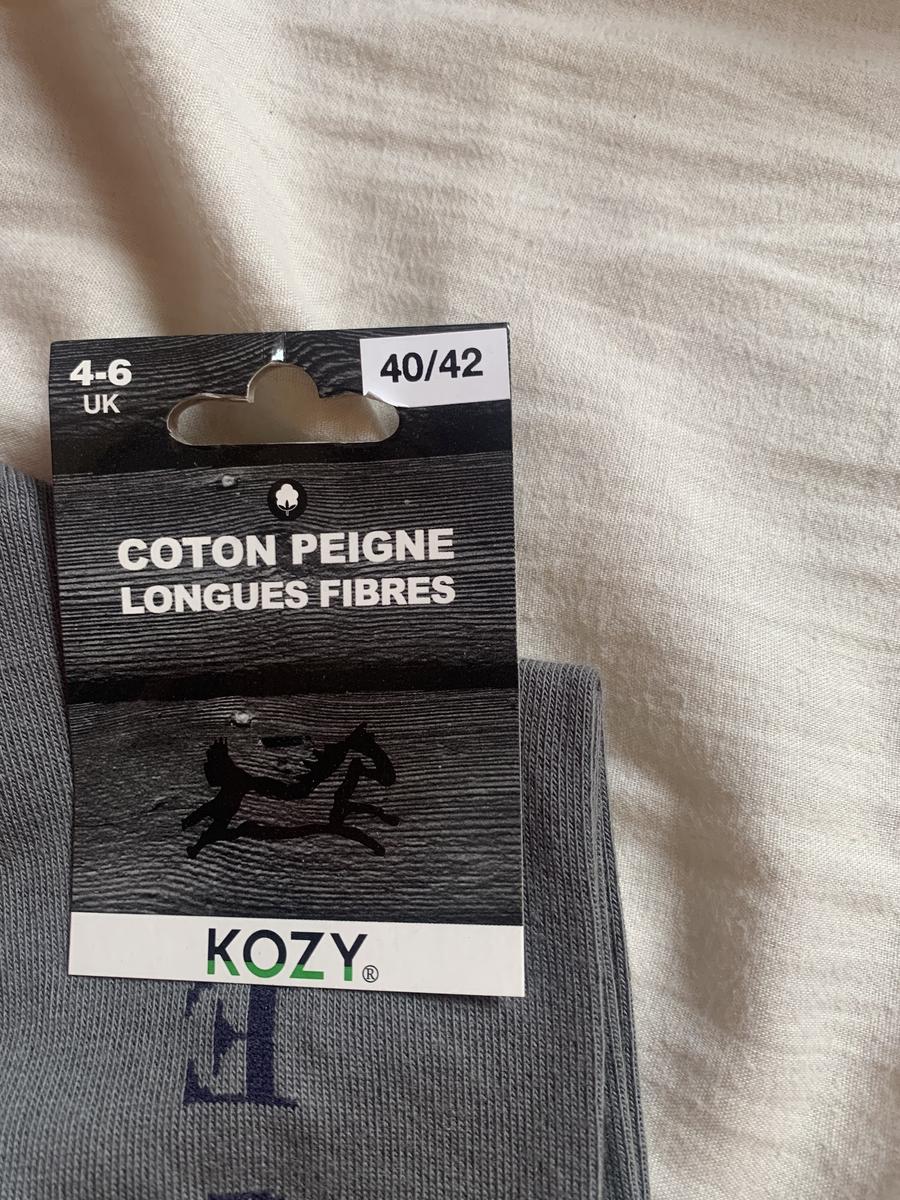 4-6
UK
40/42
COTON PEIGNE
LONGUES FIBRES
KOZY®
E